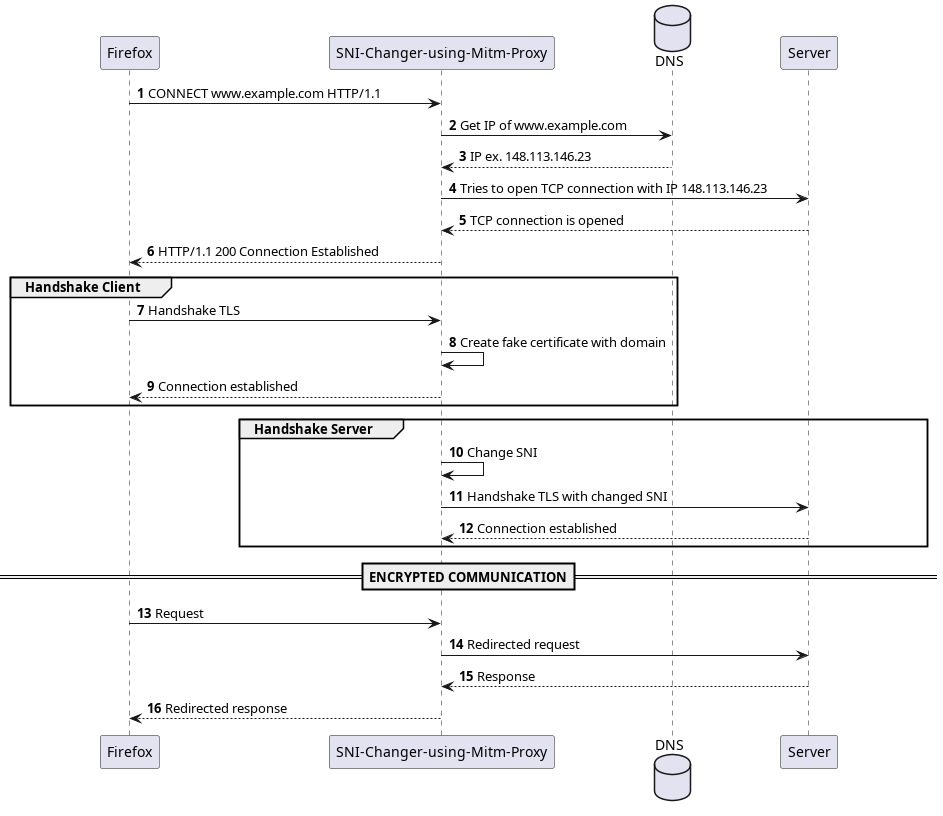 Firefox
SNI-Changer-using-Mitm-Proxy
DNS
Server
1 CONNECT www.example.com HTTP/1.1
2 Get IP of www.example.com
3 IP ex. 148.113.146.23
4 Tries to open TCP connection with IP 148.113.146.23
5 TCP connection is opened
6 HTTP/1.1 200 Connection Established
Handshake Client
7 Handshake TLS
8 Create fake certificate with domain
9 Connection established
Handshake Server
10 Change SNI
11 Handshake TLS with changed SNI
12 Connection established
ENCRYPTED COMMUNICATION
13 Request
14 Redirected request
15 Response
16 Redirected response
Firefox
SNI-Changer-using-Mitm-Proxy
DNS
Server